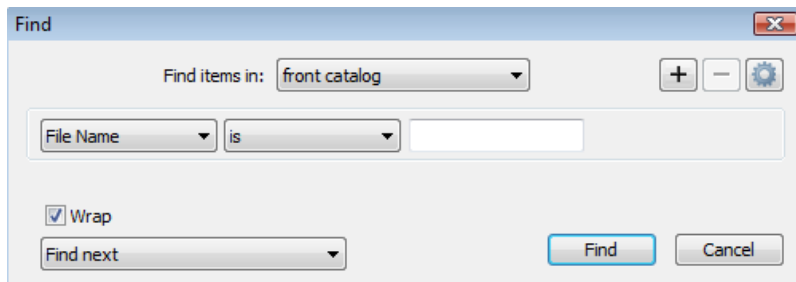 Find
Find items in: front catalog
File Name is
Wrap
Find next Find Cancel